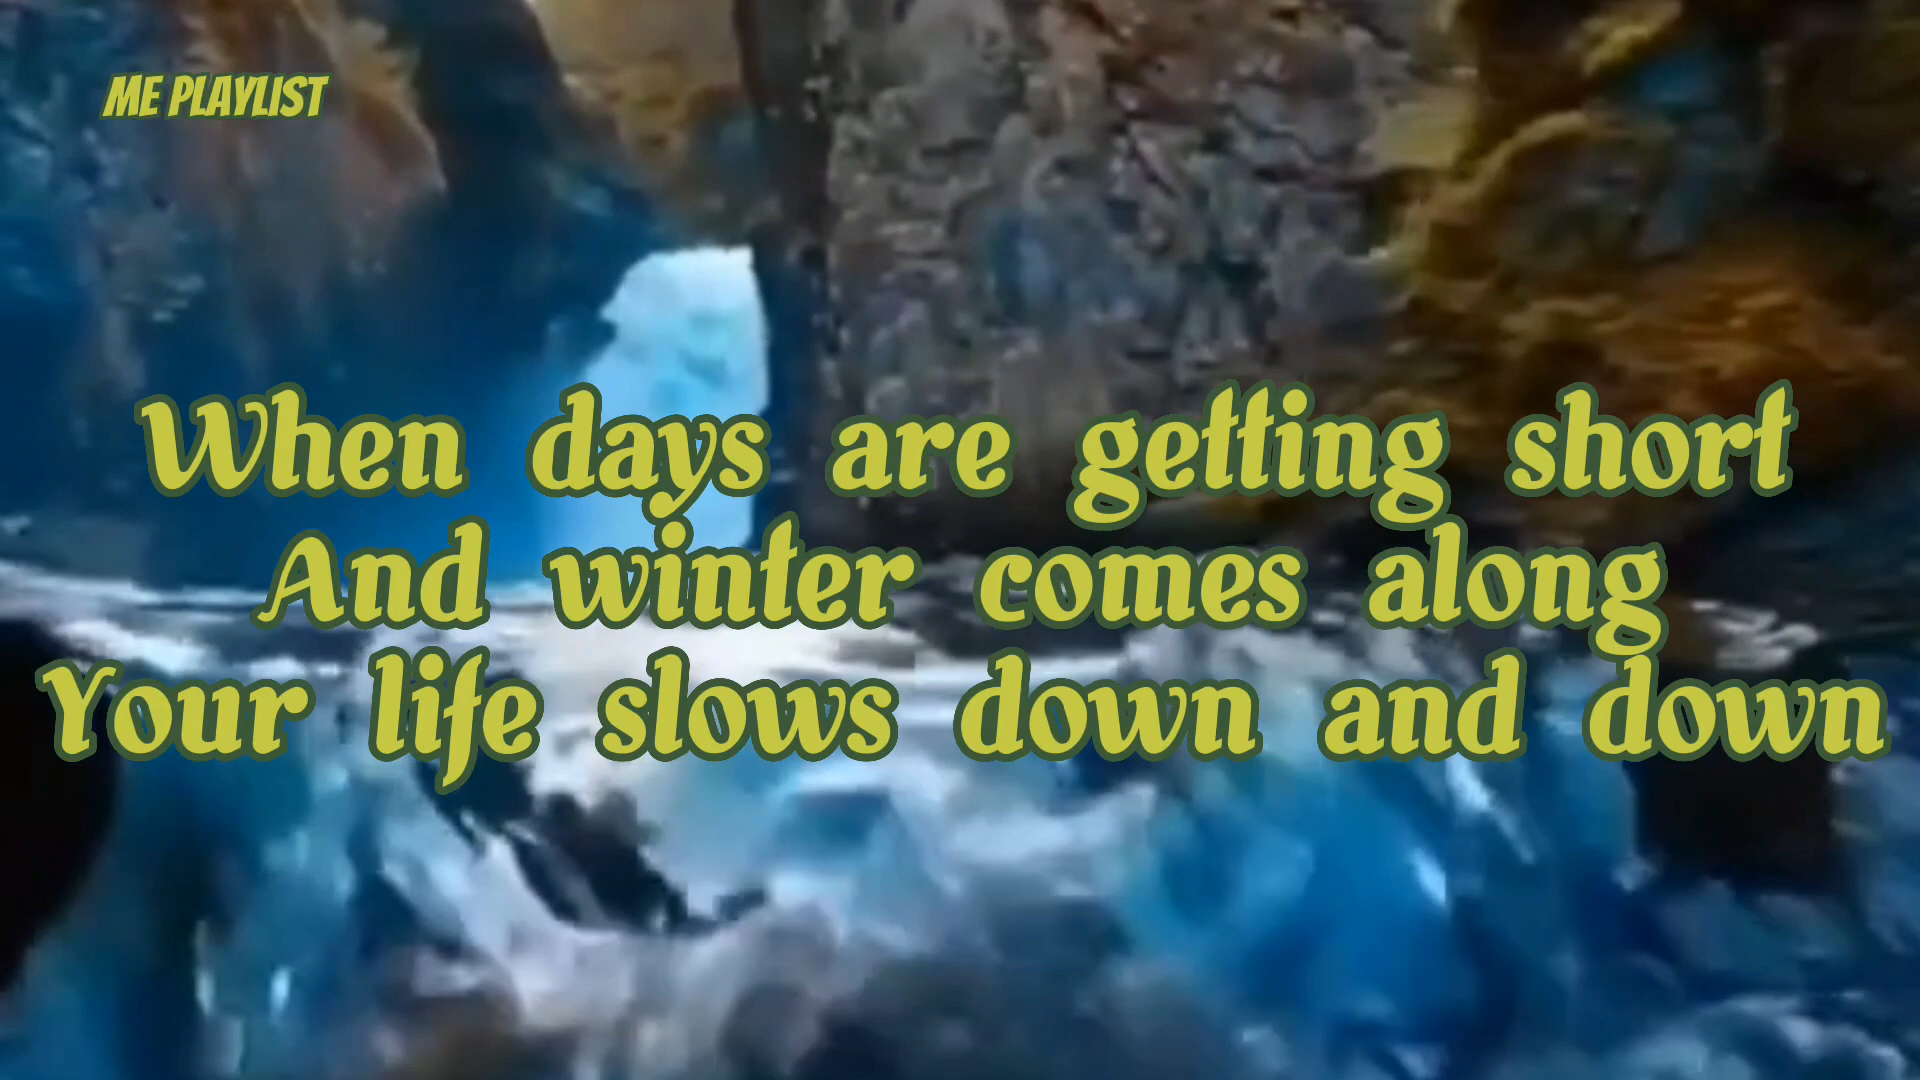 ME PLAYLIST
When days are getting short
And winter comes along
Your life slows down and down